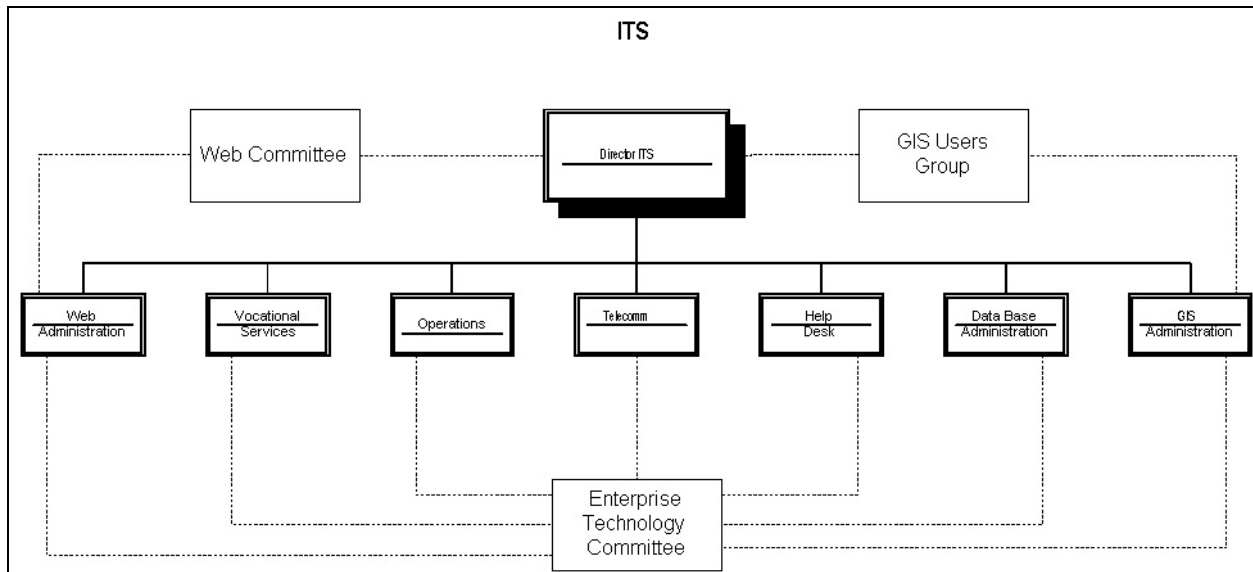 ITS
Web Committee
Director ITS
GIS Users
Group
Web
Administration
Vocational
Services
Operations
Telecomm
Help
Desk
Data Base
Administration
GIS
Administration
Enterprise
Technology
Committee